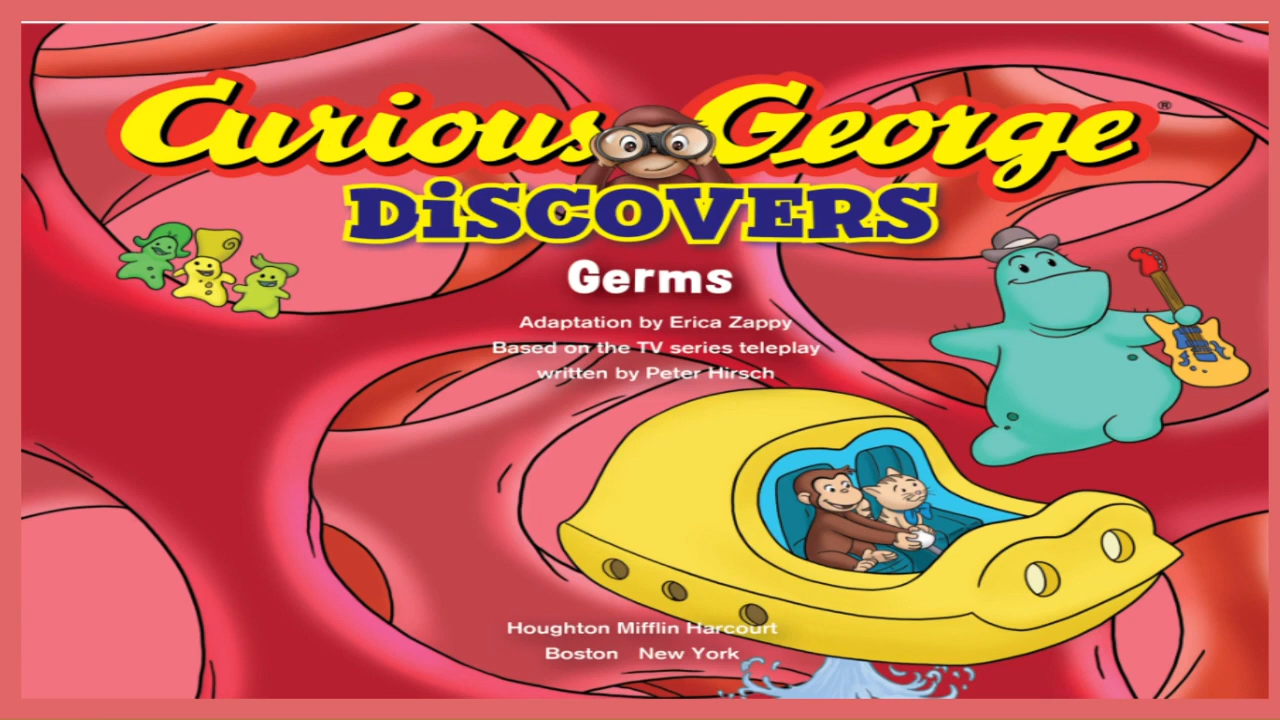 Curious George®
DiSCOVERS
Germs
Adaptation by Erica Zappy
Based on the TV series teleplay
written by Peter Hirsch
Houghton Mifflin Harcourt
Boston New York